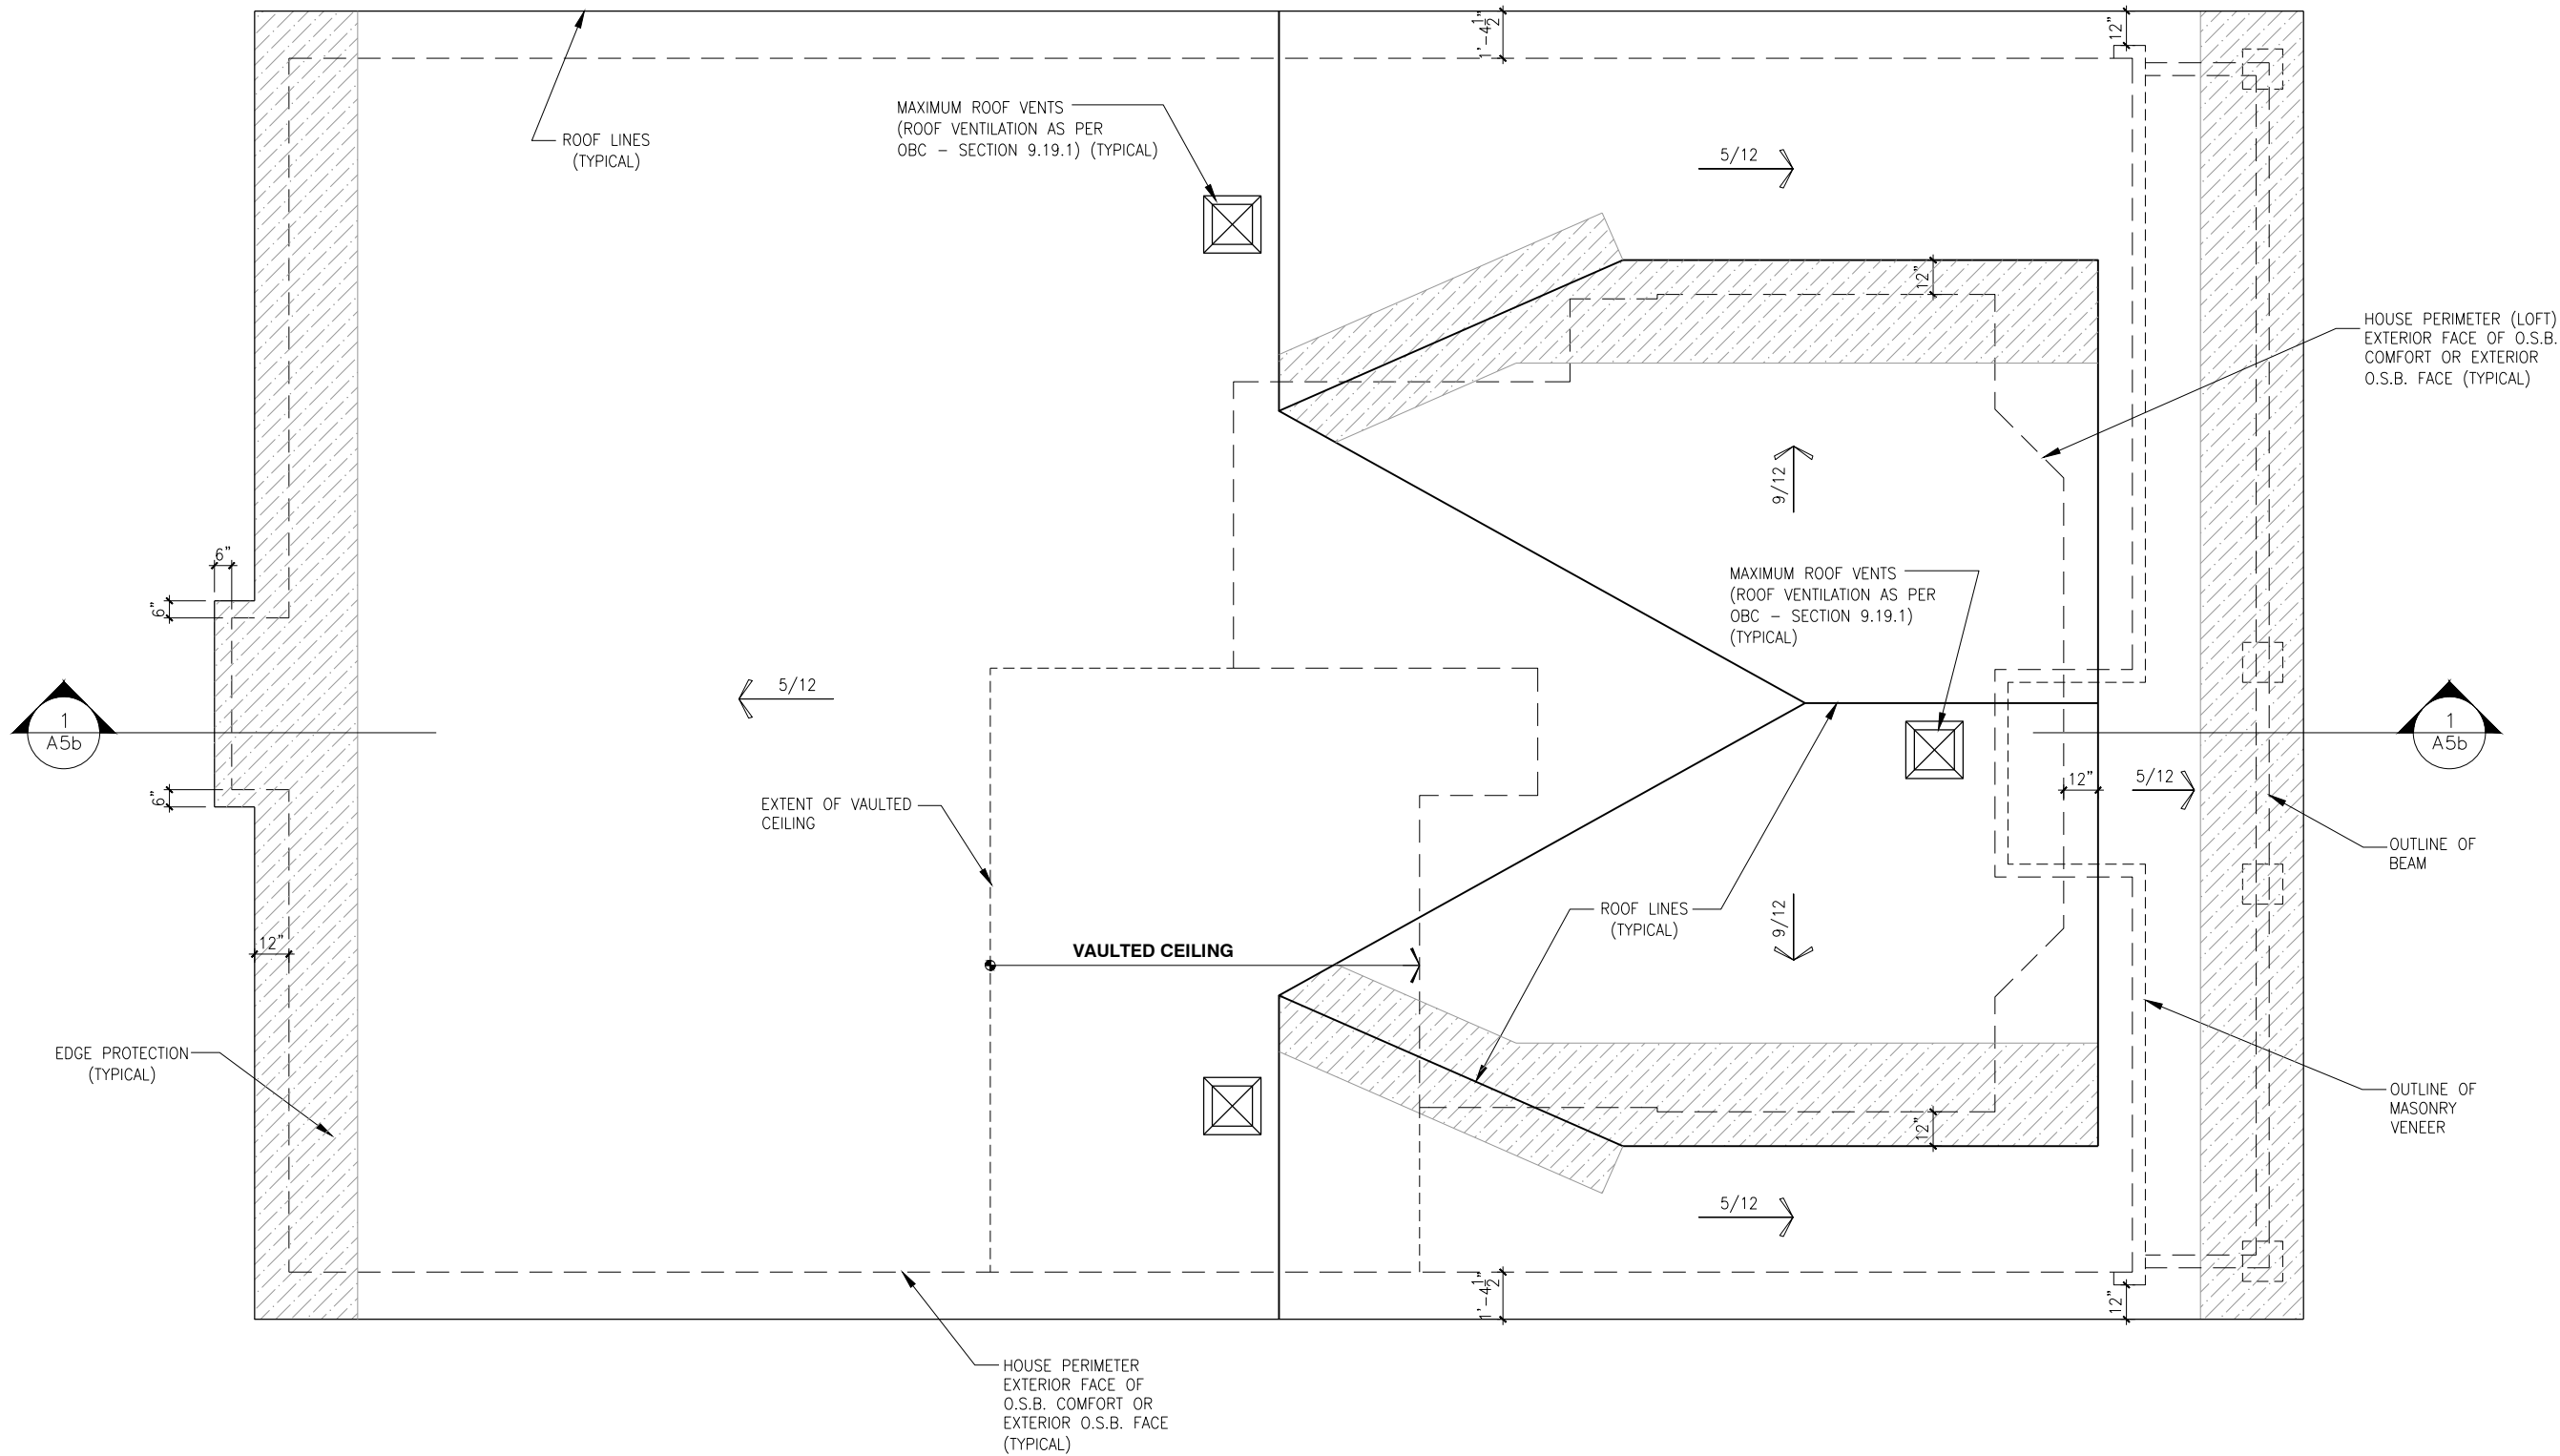 1'-4 1/2"
12"
ROOF LINES
(TYPICAL)
MAXIMUM ROOF VENTS
(ROOF VENTILATION AS PER
OBC - SECTION 9.19.1) (TYPICAL)
5/12
12"
HOUSE PERIMETER (LOFT)
EXTERIOR FACE OF O.S.B.
COMFORT OR EXTERIOR
O.S.B. FACE (TYPICAL)
9/12
6"
6"
MAXIMUM ROOF VENTS
(ROOF VENTILATION AS PER
OBC - SECTION 9.19.1)
(TYPICAL)
5/12
1
A5b
1
A5b
6"
12"
5/12
EXTENT OF VAULTED
CEILING
OUTLINE OF
BEAM
ROOF LINES
(TYPICAL)
9/12
12"
VAULTED CEILING
EDGE PROTECTION
(TYPICAL)
OUTLINE OF
MASONRY
VENEER
12"
5/12
1'-4 1/2"
12"
HOUSE PERIMETER
EXTERIOR FACE OF
O.S.B. COMFORT OR
EXTERIOR O.S.B. FACE
(TYPICAL)